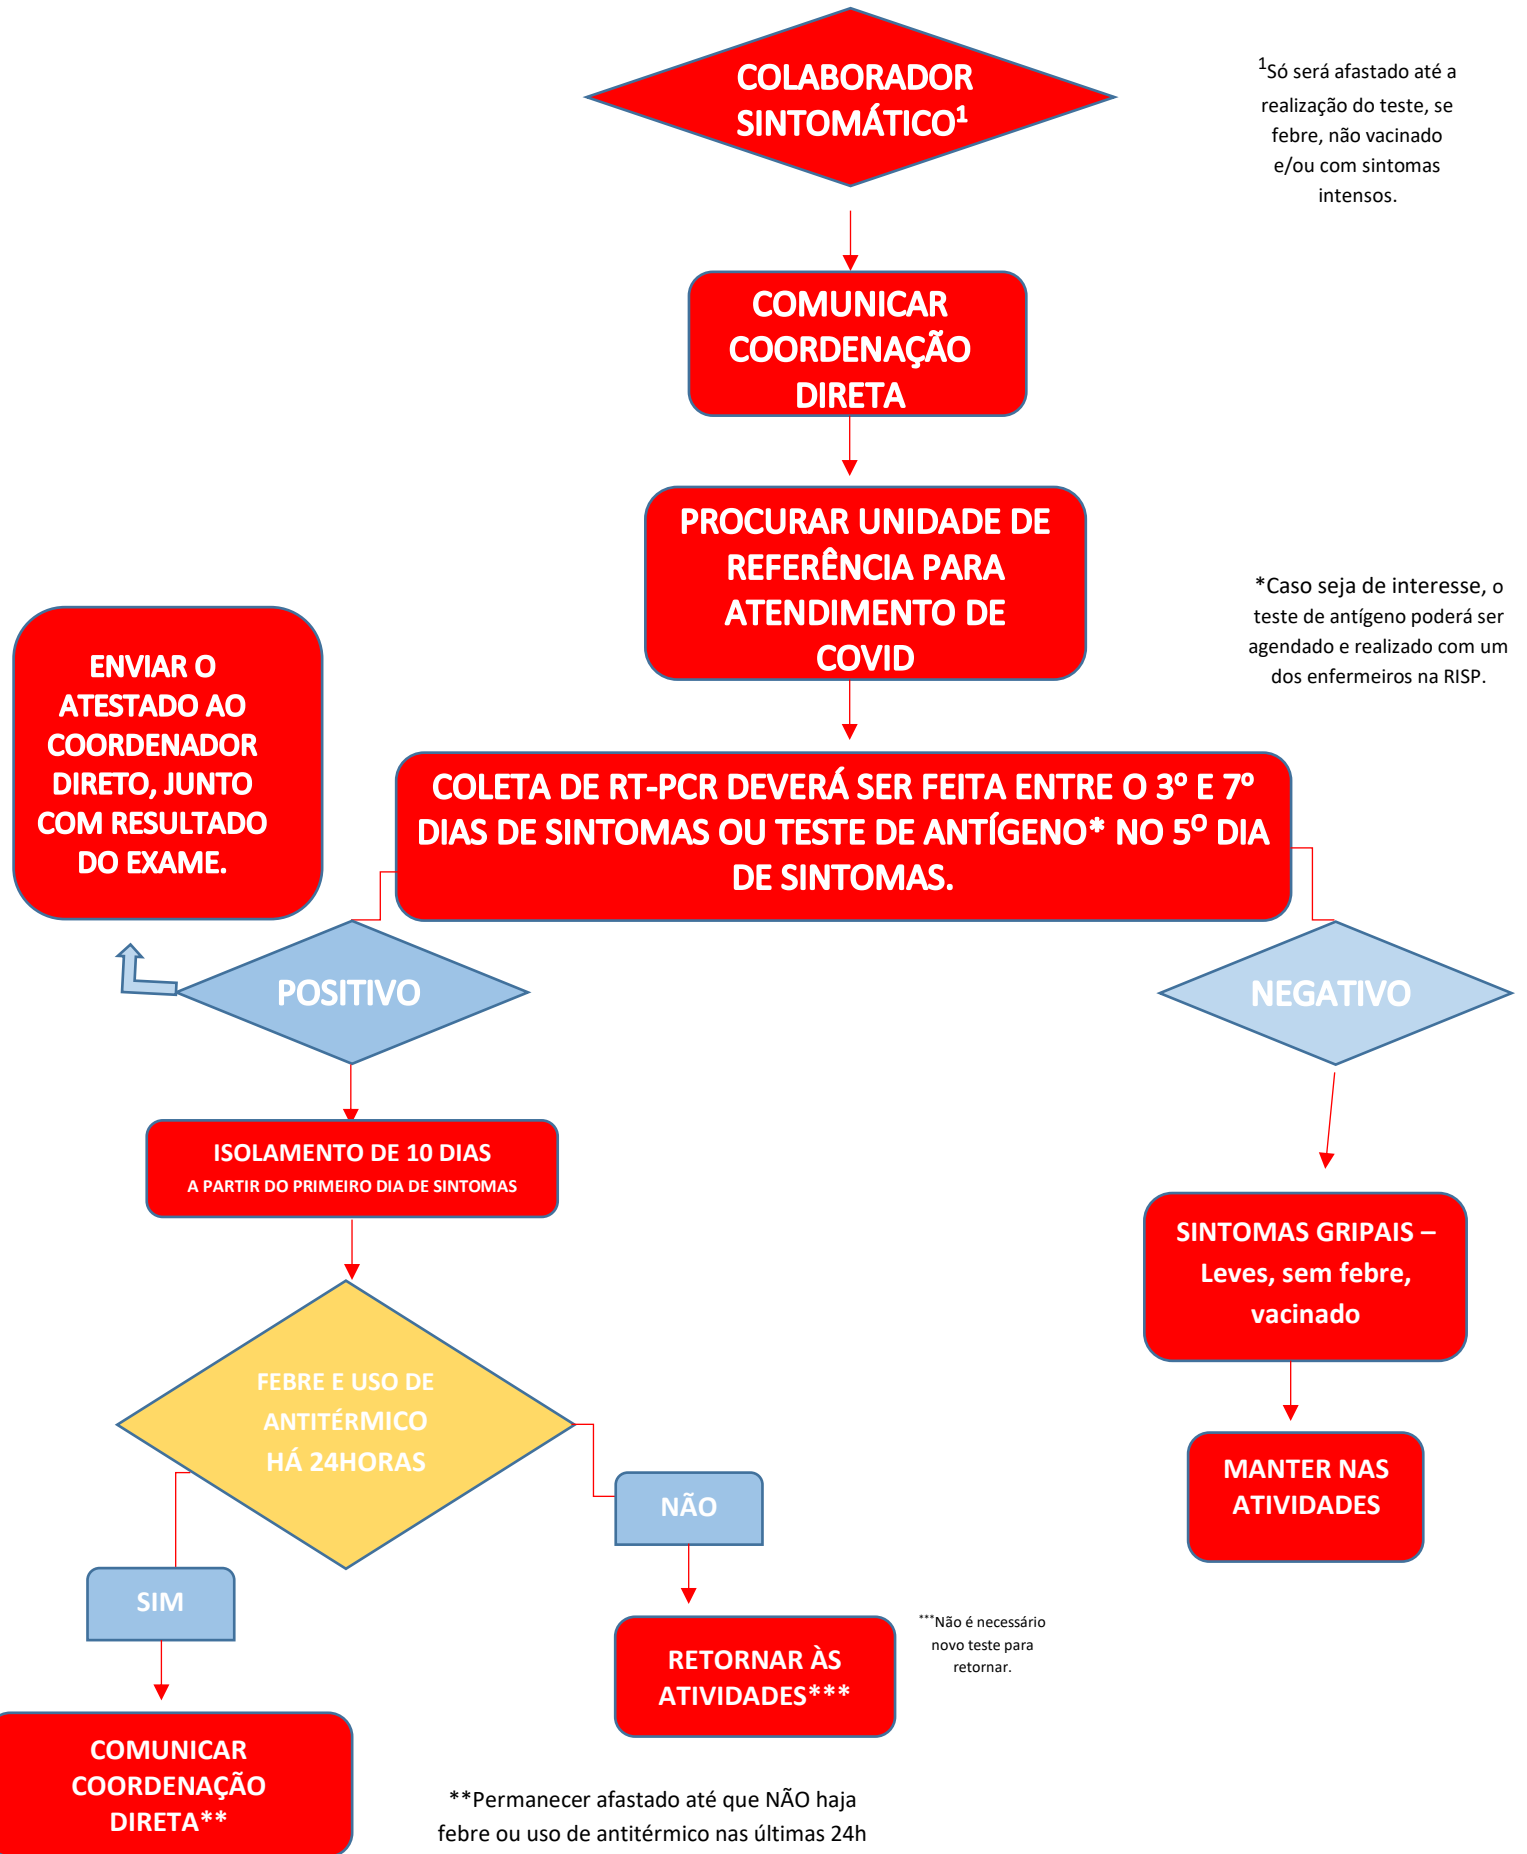 COLABORADOR
SINTOMÁTICO¹
¹Só será afastado até a
realização do teste, se
febre, não vacinado
e/ou com sintomas
intensos.
COMUNICAR
COORDENAÇÃO
DIRETA
PROCURAR UNIDADE DE
REFERÊNCIA PARA
ATENDIMENTO DE
COVID
*Caso seja de interesse, o
teste de antígeno poderá ser
agendado e realizado com um
dos enfermeiros na RISP.
ENVIAR O
ATESTADO AO
COORDENADOR
DIRETO, JUNTO
COM RESULTADO
DO EXAME.
COLETA DE RT-PCR DEVERÁ SER FEITA ENTRE O 3º E 7º
DIAS DE SINTOMAS OU TESTE DE ANTÍGENO* NO 5º DIA
DE SINTOMAS.
POSITIVO
NEGATIVO
ISOLAMENTO DE 10 DIAS
A PARTIR DO PRIMEIRO DIA DE SINTOMAS
SINTOMAS GRIPAIS –
Leves, sem febre,
vacinado
FEBRE E USO DE
ANTITÉRMICO
HÁ 24HORAS
MANTER NAS
ATIVIDADES
NÃO
SIM
RETORNAR ÀS
ATIVIDADES***
***Não é necessário
novo teste para
retornar.
COMUNICAR
COORDENAÇÃO
DIRETA**
**Permanecer afastado até que NÃO haja
febre ou uso de antitérmico nas últimas 24h